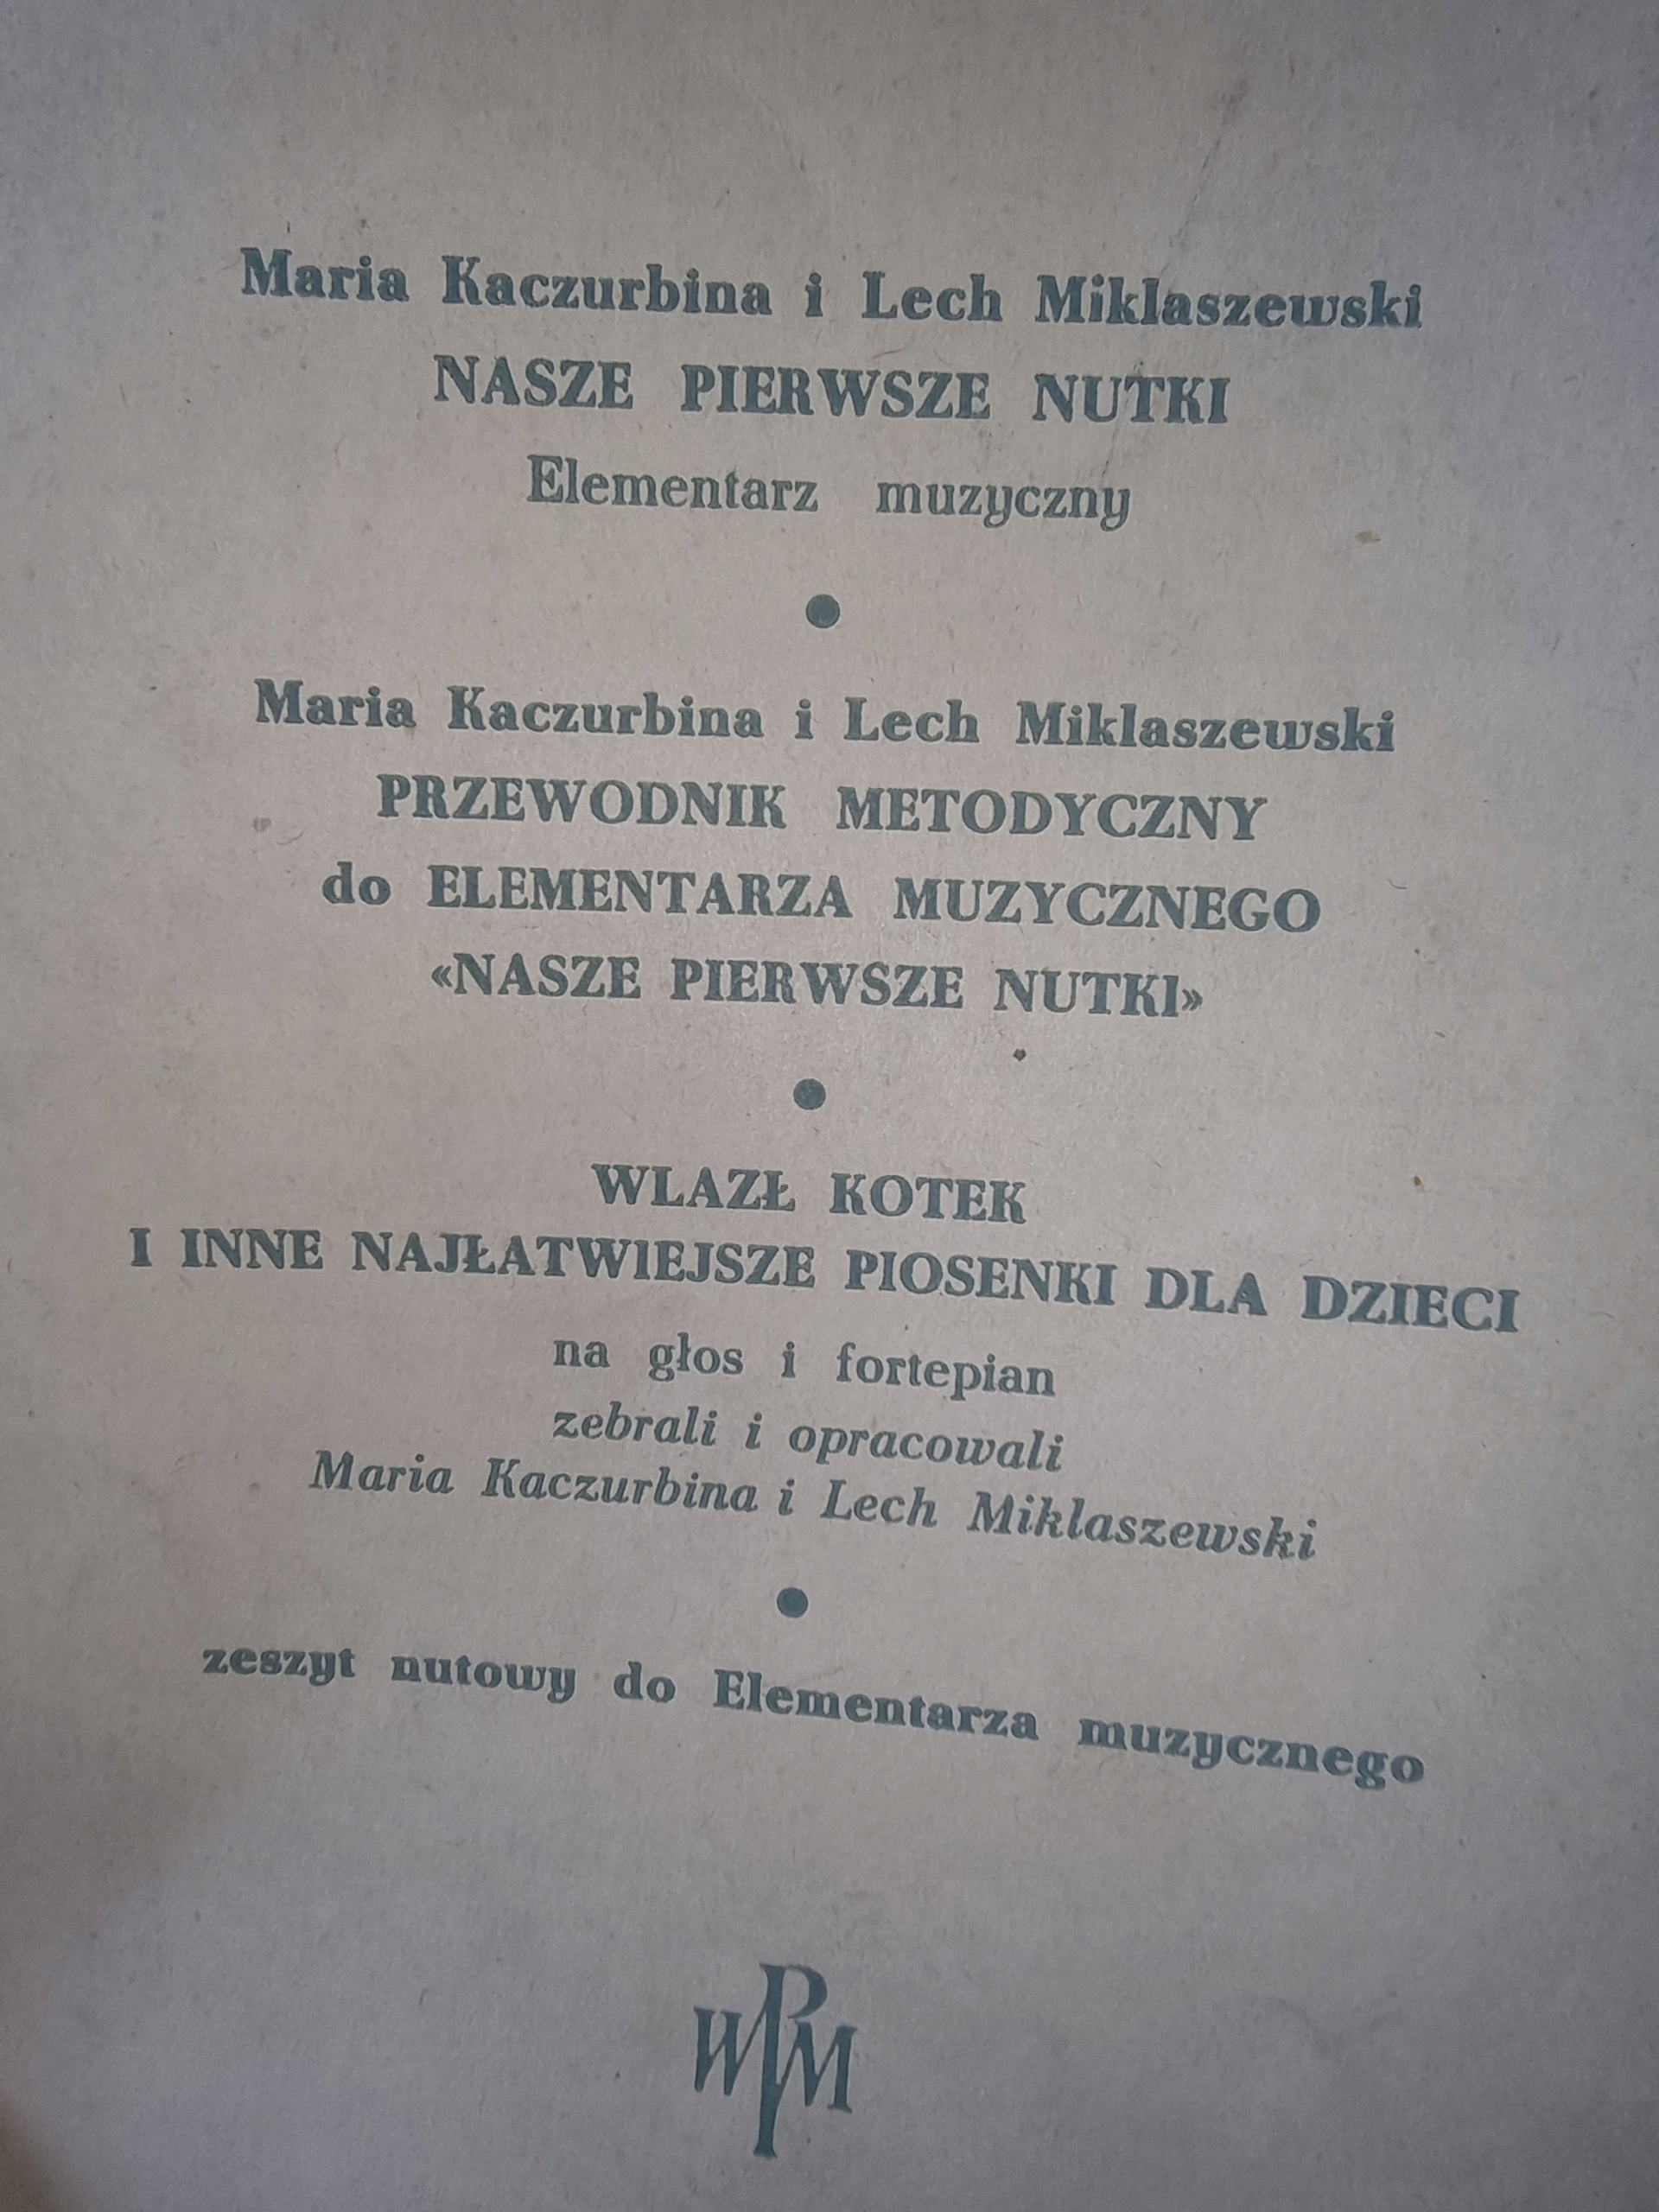 Maria Kaczurbina i Lech Miklaszewski
NASZE PIERWSZE NUTKI
Elementarz muzyczny
Maria Kaczurbina i Lech Miklaszewski
PRZEWODNIK METODYCZNY
do ELEMENTARZA MUZYCZNEGO
«NASZE PIERWSZE NUTKI»
WLAZŁ KOTEK
I INNE NAJŁATWIEJSZE PIOSENKI DLA DZIECI
na głos i fortepian
zebrali i opracowali
Maria Kaczurbina i Lech Miklaszewski
zeszyt nutowy do Elementarza muzycznego
WPM